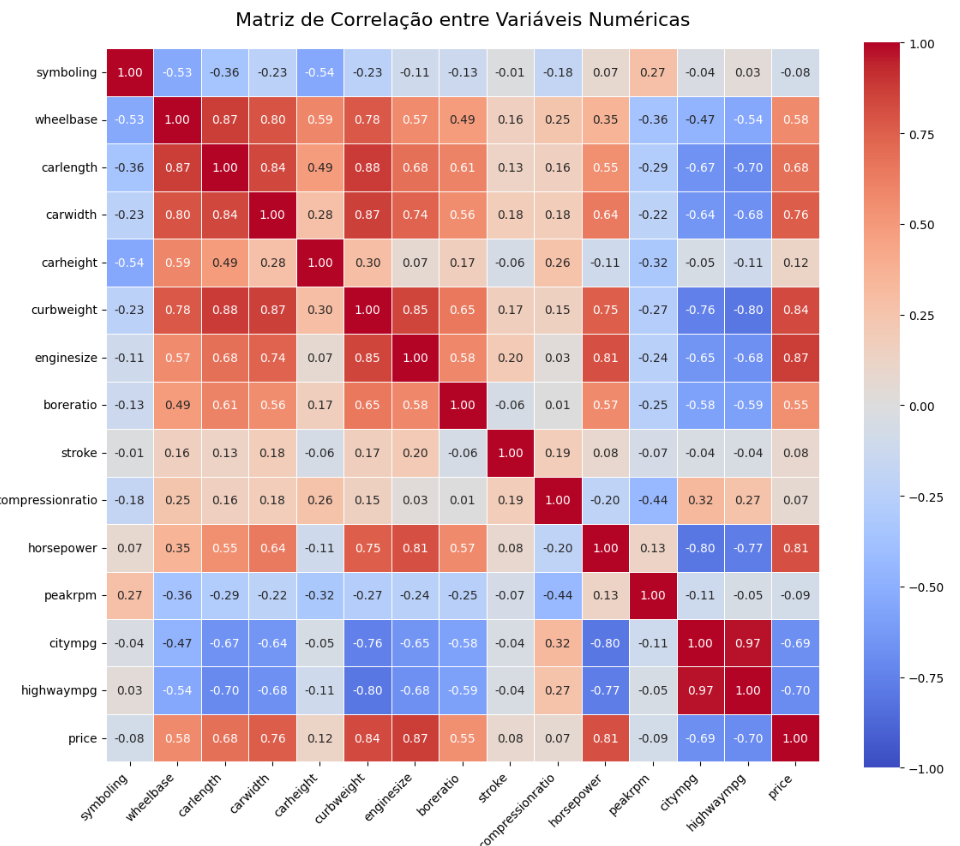 Matriz de Correlação entre Variáveis Numéricas
symboling 1.00 -0.53 -0.36 -0.23 -0.54 -0.23 -0.11 -0.13 -0.01 -0.18 0.07 0.27 -0.04 0.03 -0.08
wheelbase -0.53 1.00 0.87 0.80 0.59 0.78 0.57 0.49 0.16 0.25 0.35 -0.36 -0.47 -0.54 0.58
carlength -0.36 0.87 1.00 0.84 0.49 0.88 0.68 0.61 0.13 0.16 0.55 -0.29 -0.67 -0.70 0.68
carwidth -0.23 0.80 0.84 1.00 0.28 0.87 0.74 0.56 0.18 0.18 0.64 -0.22 -0.64 -0.68 0.76
carheight -0.54 0.59 0.49 0.28 1.00 0.30 0.07 0.17 -0.06 0.26 -0.11 -0.32 -0.05 -0.11 0.12
curbweight -0.23 0.78 0.88 0.87 0.30 1.00 0.85 0.65 0.17 0.15 0.75 -0.27 -0.76 -0.80 0.84
enginesize -0.11 0.57 0.68 0.74 0.07 0.85 1.00 0.58 0.20 0.03 0.81 -0.24 -0.65 -0.68 0.87
boreratio -0.13 0.49 0.61 0.56 0.17 0.65 0.58 1.00 -0.06 0.01 0.57 -0.25 -0.58 -0.59 0.55
stroke -0.01 0.16 0.13 0.18 -0.06 0.17 0.20 -0.06 1.00 0.19 0.08 -0.07 -0.04 -0.04 0.08
ompressionratio -0.18 0.25 0.16 0.18 0.26 0.15 0.03 0.01 0.19 1.00 -0.20 -0.44 0.32 0.27 0.07
horsepower 0.07 0.35 0.55 0.64 -0.11 0.75 0.81 0.57 0.08 -0.20 1.00 0.13 -0.80 -0.77 0.81
peakrpm 0.27 -0.36 -0.29 -0.22 -0.32 -0.27 -0.24 -0.25 -0.07 -0.44 0.13 1.00 -0.11 -0.05 -0.09
citympg -0.04 -0.47 -0.67 -0.64 -0.05 -0.76 -0.65 -0.58 -0.04 0.32 -0.80 -0.11 1.00 0.97 -0.69
highwaympg 0.03 -0.54 -0.70 -0.68 -0.11 -0.80 -0.68 -0.59 -0.04 0.27 -0.77 -0.05 0.97 1.00 -0.70
price -0.08 0.58 0.68 0.76 0.12 0.84 0.87 0.55 0.08 0.07 0.81 -0.09 -0.69 -0.70 1.00
symboling wheelbase carlength carwidth carheight curbweight enginesize boreratio stroke ompressionratio horsepower peakrpm citympg highwaympg price
1.00
0.75
0.50
0.25
0.00
−0.25
−0.50
−0.75
−1.00